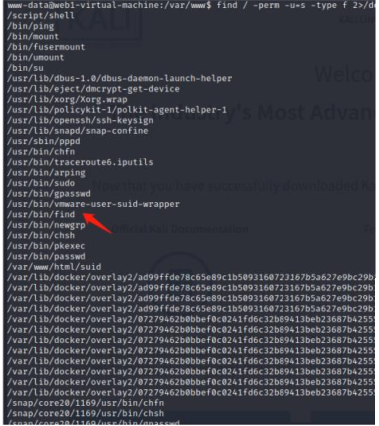 www-data@web1-virtual-machine:/var/www$ find / -perm -u=s -type f 2>/de
/script/shell
/bin/ping
/bin/mount
/bin/fusermount
/bin/umount
/bin/su
/usr/lib/dbus-1.0/dbus-daemon-launch-helper
/usr/lib/eject/dmcrypt-get-device
/usr/lib/xorg/Xorg.wrap
/usr/lib/policykit-1/polkit-agent-helper-1
/usr/lib/openssh/ssh-keysign
/usr/lib/snapd/snap-confine
/usr/sbin/pppd
/usr/bin/chfn
/usr/bin/traceroute6.iputils
/usr/bin/arping
/usr/bin/sudo
/usr/bin/gpasswd
/usr/bin/vmware-user-suid-wrapper
/usr/bin/find
/usr/bin/newgrp
/usr/bin/chsh
/usr/bin/pkexec
/usr/bin/passwd
/var/www/html/suid
/var/lib/docker/overlay2/ad99ffde78c65e89c1b5093160723167b5a627e9bc29b
/var/lib/docker/overlay2/ad99ffde78c65e89c1b5093160723167b5a627e9bc29b
/var/lib/docker/overlay2/ad99ffde78c65e89c1b5093160723167b5a627e9bc29b
/var/lib/docker/overlay2/ad99ffde78c65e89c1b5093160723167b5a627e9bc29b
/var/lib/docker/overlay2/07279462b0bbef0c0241fd6c32b89413beb23687b4255
/var/lib/docker/overlay2/07279462b0bbef0c0241fd6c32b89413beb23687b4255
/var/lib/docker/overlay2/07279462b0bbef0c0241fd6c32b89413beb23687b4255
/var/lib/docker/overlay2/07279462b0bbef0c0241fd6c32b89413beb23687b4255
/var/lib/docker/overlay2/07279462b0bbef0c0241fd6c32b89413beb23687b4255
/var/lib/docker/overlay2/07279462b0bbef0c0241fd6c32b89413beb23687b4255
/var/lib/docker/overlay2/07279462b0bbef0c0241fd6c32b89413beb23687b4255
/snap/core20/1169/usr/bin/chfn
/snap/core20/1169/usr/bin/chsh
/snap/core20/1169/usr/bin/gpasswd